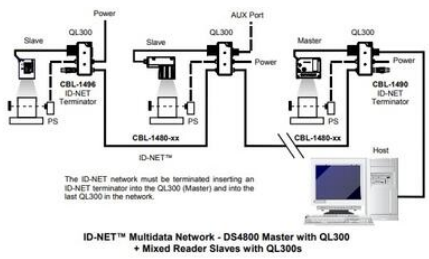 Power
AUX Port
Slave
QL300
Slave
QL300
Master
QL300
Power
Power
CBL-1496
ID-NET
Terminator
CBL-1490
ID-NET
Terminator
PS
PS
PS
CBL-1480-xx
CBL-1480-xx
ID-NET™
Host
The ID-NET network must be terminated inserting an
ID-NET terminator into the QL300 (Master) and into the
last QL300 in the network.
ID-NET™ Multidata Network - DS4800 Master with QL300
+ Mixed Reader Slaves with QL300s